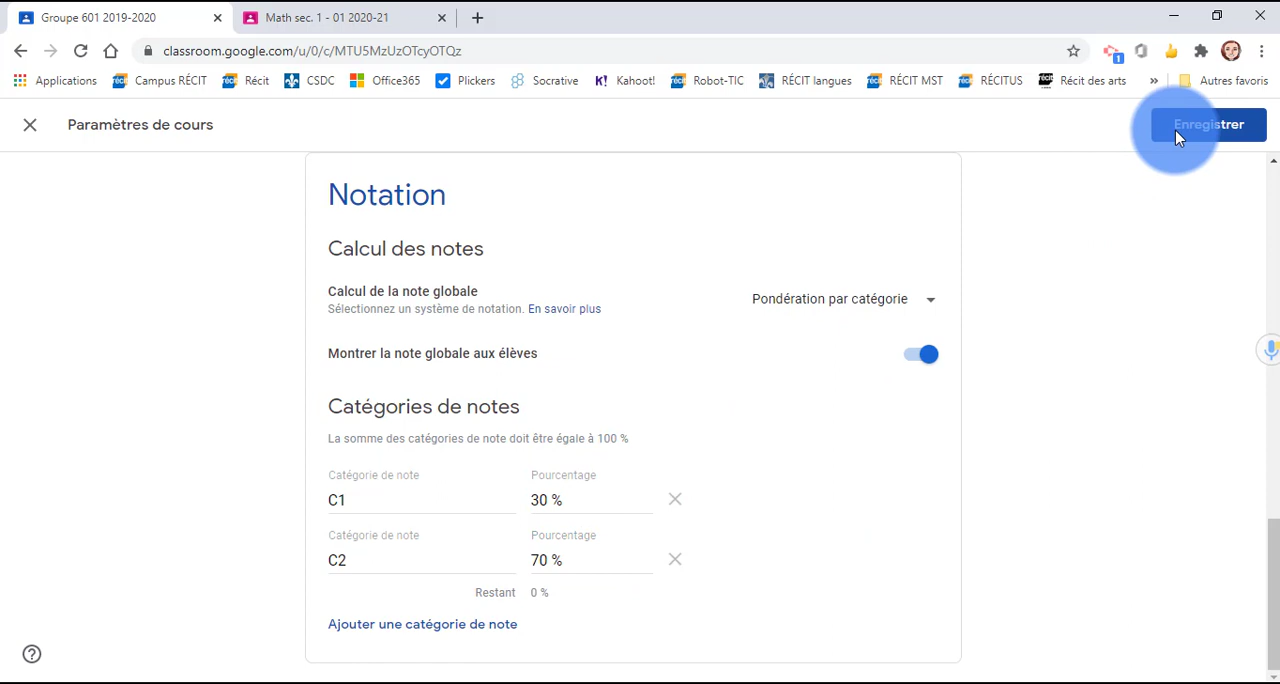 Groupe 601 2019-2020
Math sec. 1 - 01 2020-21
classroom.google.com/u/0/c/MTU5MzUzOTcyOTQz
Applications
Campus RÉCIT
Récit
CSDC
Office365
Plickers
Socrative
Kahoot!
Robot-TIC
RÉCIT langues
RÉCIT MST
RÉCITUS
Récit des arts
»
Autres favoris
Paramètres de cours
Enregistrer
Notation
Calcul des notes
Calcul de la note globale
Sélectionnez un système de notation. En savoir plus
Pondération par catégorie
Montrer la note globale aux élèves
Catégories de notes
La somme des catégories de note doit être égale à 100 %
Catégorie de note Pourcentage
C1 30 %
Catégorie de note Pourcentage
C2 70 %
Restant 0 %
Ajouter une catégorie de note